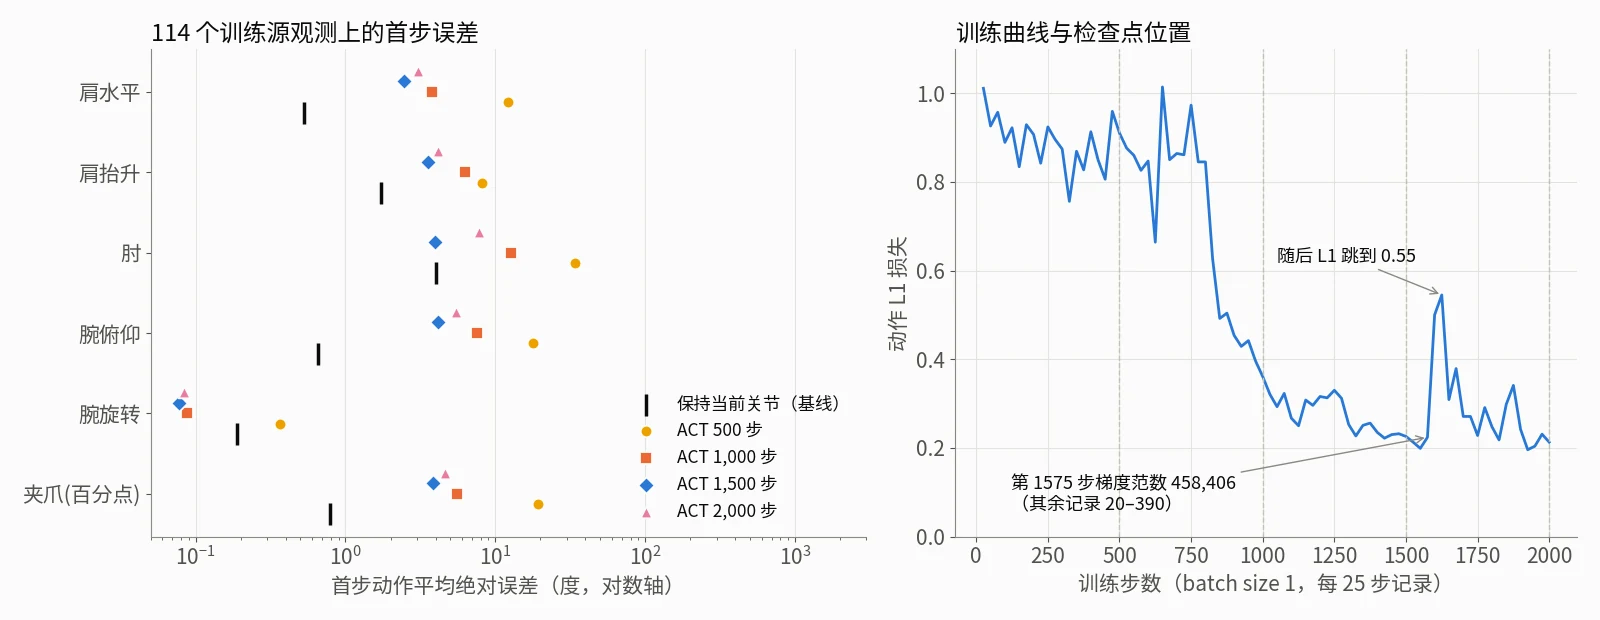 114 个训练源观测上的首步误差
肩水平
肩抬升
肘
腕俯仰
腕旋转
夹爪(百分点)
保持当前关节（基线）
ACT 500 步
ACT 1,000 步
ACT 1,500 步
ACT 2,000 步
10⁻¹ 10⁰ 10¹ 10² 10³
首步动作平均绝对误差（度，对数轴）
训练曲线与检查点位置
动作 L1 损失
1.0
0.8
0.6
0.4
0.2
0.0
随后 L1 跳到 0.55
第 1575 步梯度范数 458,406
（其余记录 20–390）
0 250 500 750 1000 1250 1500 1750 2000
训练步数（batch size 1，每 25 步记录）